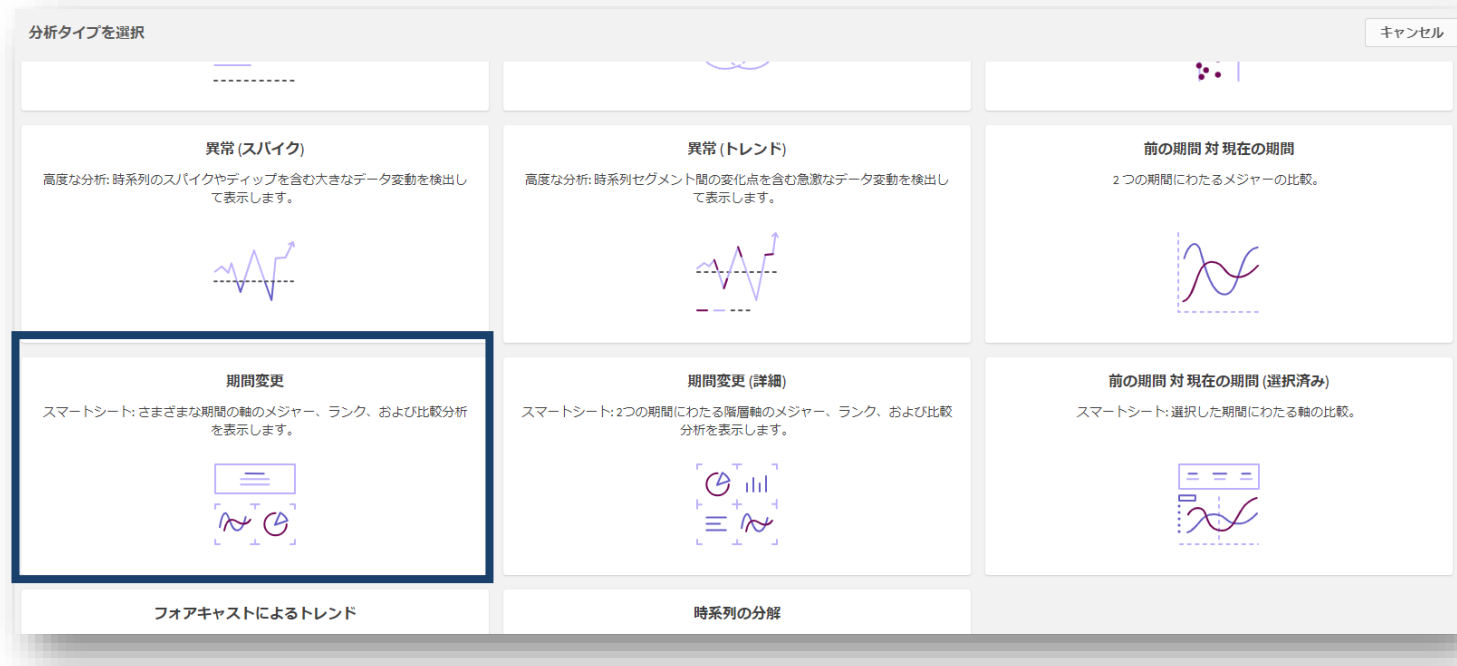 分析タイプを選択
キャンセル
異常 (スパイク)
高度な分析: 時系列のスパイクやディップを含む大きなデータ変動を検出し
て表示します。
異常 (トレンド)
高度な分析: 時系列セグメント間の変化点を含む急激なデータ変動を検出し
て表示します。
前の期間 対 現在の期間
2 つの期間にわたるメジャーの比較。
期間変更
スマートシート: さまざまな期間の軸のメジャー、ランク、および比較分析
を表示します。
期間変更 (詳細)
スマートシート: 2つの期間にわたる階層軸のメジャー、ランク、および比較
分析を表示します。
前の期間 対 現在の期間 (選択済み)
スマートシート: 選択した期間にわたる軸の比較。
フォアキャストによるトレンド
時系列の分解